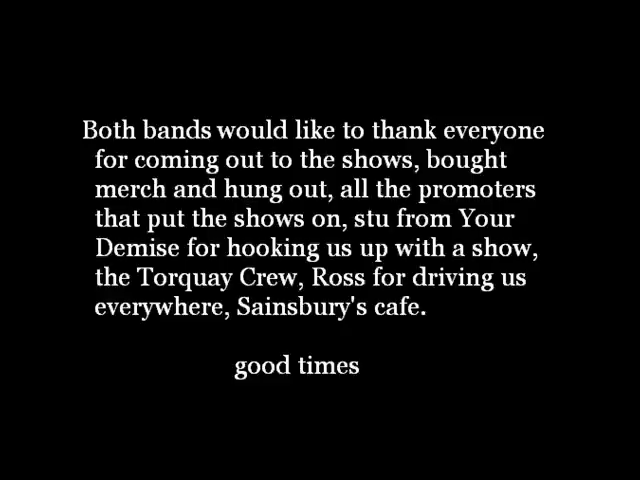 Both bands would like to thank everyone
for coming out to the shows, bought
merch and hung out, all the promoters
that put the shows on, stu from Your
Demise for hooking us up with a show,
the Torquay Crew, Ross for driving us
everywhere, Sainsbury's cafe.
good times